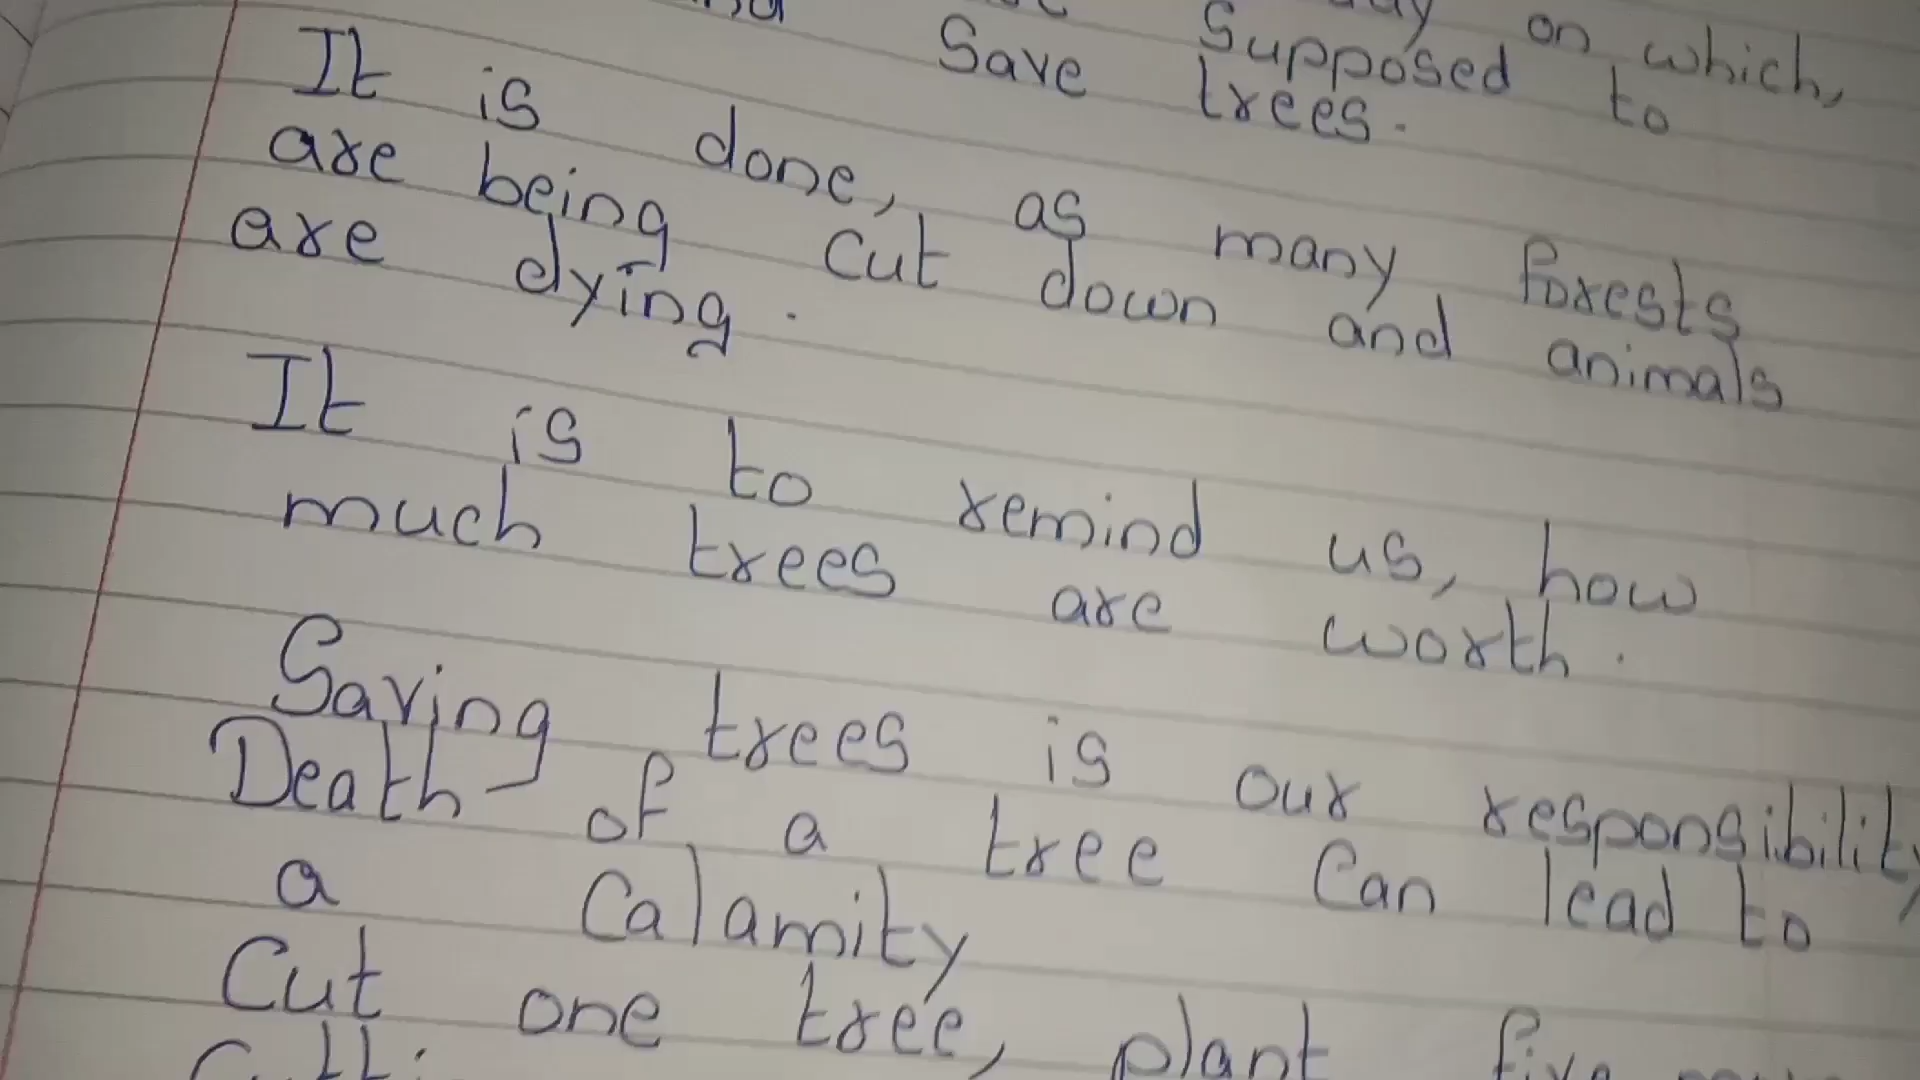 on which,
supposed to
Save trees.
It is done, as many forests
are being cut down and animals
are dying.
It is to remind us, how
much trees are worth.
Saving trees is our responsibility
Death of a tree can lead to
a Calamity
Cut one tree, plant five